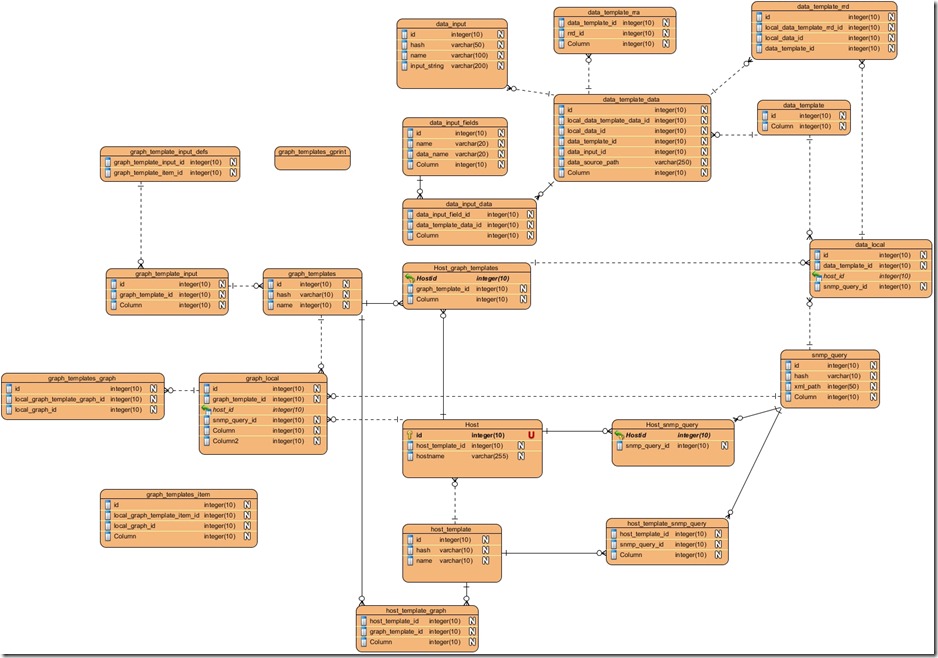 data_input
id integer(10) N
hash varchar(50) N
name varchar(100) N
input_string varchar(200) N
data_template_rra
data_template_id integer(10) N
rrd_id integer(10) N
Column integer(10) N
data_template_rrd
id integer(10) N
local_data_template_rrd_id integer(10) N
local_data_id integer(10) N
data_template_id integer(10) N
data_template_data
id integer(10) N
local_data_template_data_id integer(10) N
local_data_id integer(10) N
data_template_id integer(10) N
data_input_id integer(10) N
data_source_path varchar(250) N
Column integer(10) N
data_template
id integer(10) N
Column integer(10) N
data_input_fields
id integer(10) N
name varchar(20) N
data_name varchar(20) N
Column integer(10) N
graph_template_input_defs
graph_template_input_id integer(10) N
graph_template_item_id integer(10) N
graph_templates_gprint
data_input_data
data_input_field_id integer(10) N
data_template_data_id integer(10) N
Column integer(10) N
data_local
id integer(10) N
data_template_id integer(10) N
host_id integer(10)
snmp_query_id integer(10) N
graph_template_input
id integer(10) N
graph_template_id integer(10) N
Column integer(10) N
graph_templates
id integer(10) N
hash varchar(10) N
name integer(10) N
Host_graph_templates
Hostid integer(10)
graph_template_id integer(10) N
Column integer(10) N
snmp_query
id integer(10) N
hash varchar(10) N
xml_path integer(50) N
Column integer(10) N
graph_templates_graph
id integer(10) N
local_graph_template_graph_id integer(10) N
local_graph_id integer(10) N
graph_local
id integer(10) N
graph_template_id integer(10) N
host_id integer(10)
snmp_query_id integer(10) N
Column integer(10) N
Column2 integer(10) N
Host
id integer(10) U
host_template_id integer(10) N
hostname varchar(255) N
Host_snmp_query
Hostid integer(10)
snmp_query_id integer(10) N
graph_templates_item
id integer(10) N
local_graph_template_item_id integer(10) N
local_graph_id integer(10) N
Column integer(10) N
host_template
id integer(10) N
hash varchar(10) N
name varchar(10) N
host_template_snmp_query
host_template_id integer(10) N
snmp_query_id integer(10) N
Column integer(10) N
host_template_graph
host_template_id integer(10) N
graph_template_id integer(10) N
Column integer(10) N